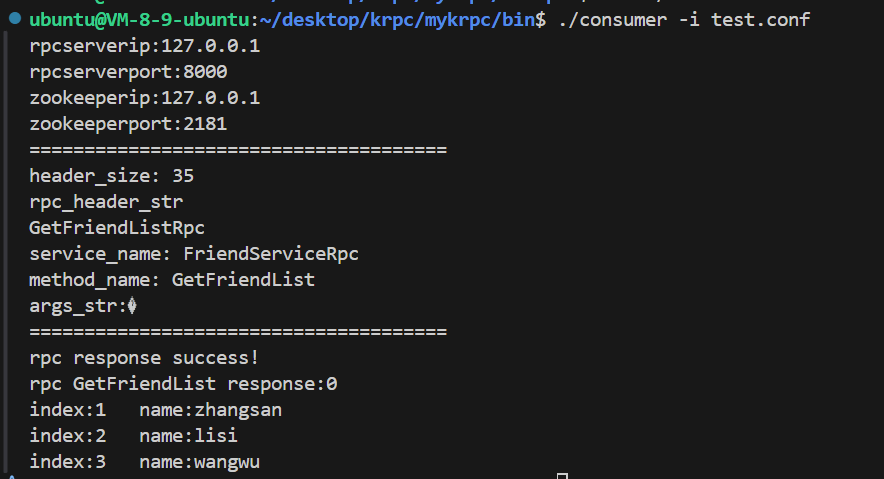 ubuntu@VM-8-9-ubuntu:~/desktop/krpc/mykrpc/bin$ ./consumer -i test.conf
rpcserverip:127.0.0.1
rpcserverport:8000
zookeeperip:127.0.0.1
zookeeperport:2181
======================================
header_size: 35
rpc_header_str
GetFriendListRpc
service_name: FriendServiceRpc
method_name: GetFriendList
args_str:�
======================================
rpc response success!
rpc GetFriendList response:0
index:1   name:zhangsan
index:2   name:lisi
index:3   name:wangwu